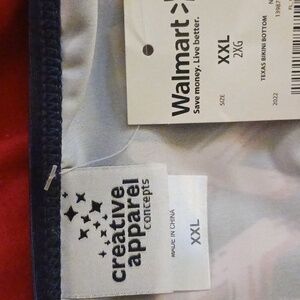 Walmart
Save money. Live better.
SIZE
XXL
2XG
TEXAS BIKINI BOTTOM
2022
creative
apparel
concepts
MADE IN CHINA
XXL